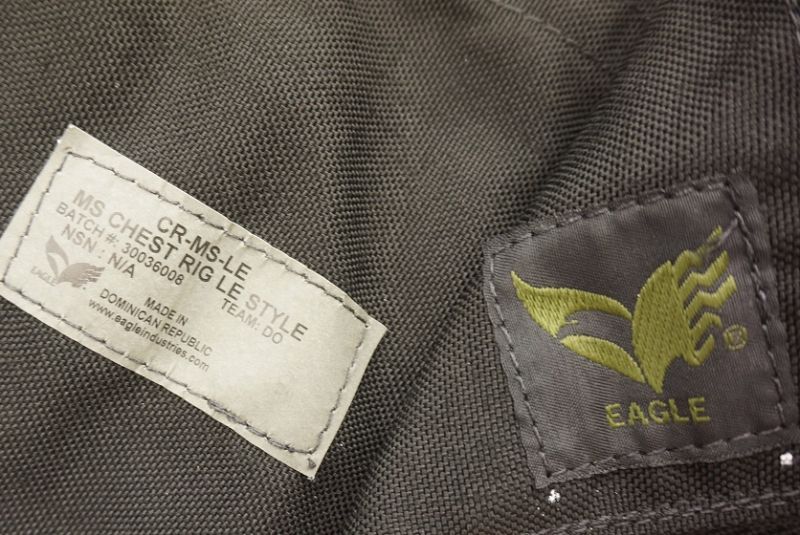 CR-MS-LE
MS CHEST RIG LE STYLE
BATCH #: 30036008 TEAM: DO
NSN : N/A
EAGLE
MADE IN
DOMINICAN REPUBLIC
www.eagleindustries.com
EAGLE
®